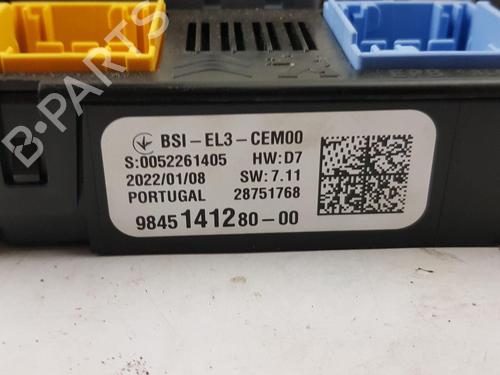 BSI-EL3-CEM00
S:0052261405 HW:D7
2022/01/08 SW:7.11
PORTUGAL 28751768
9845141280-00
B-PARTS